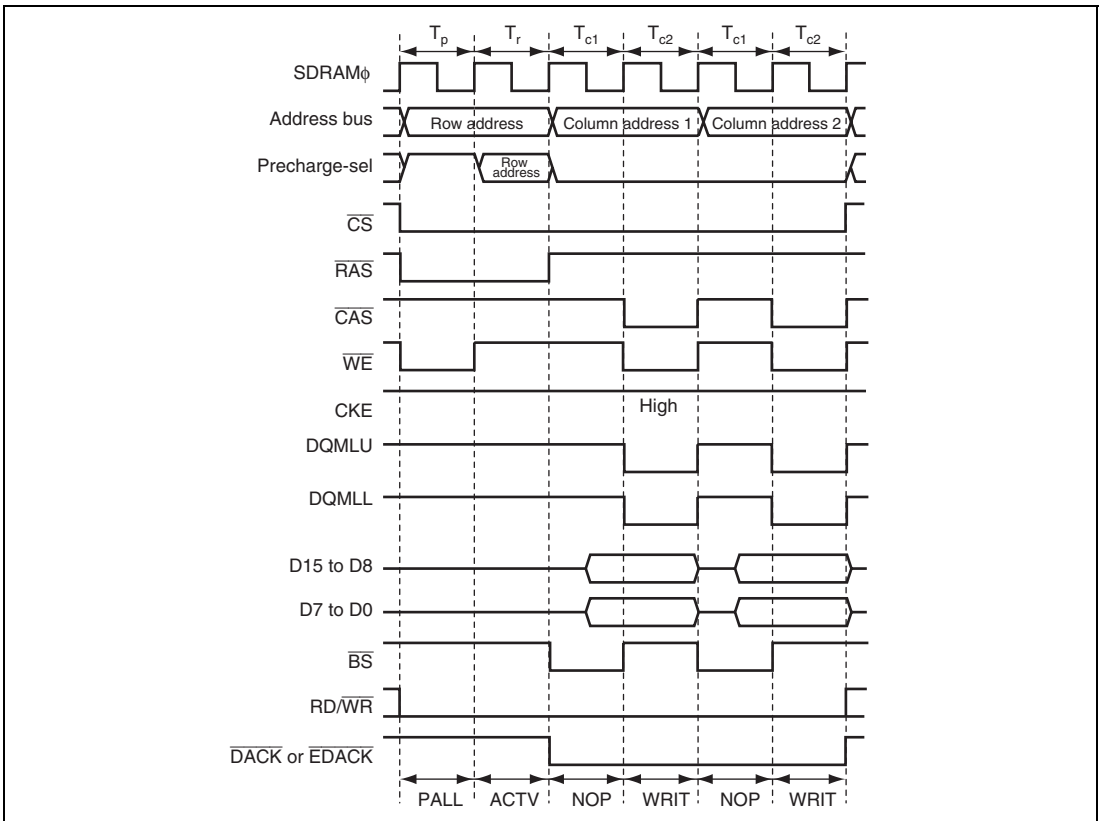 Tp Tr Tc1 Tc2 Tc1 Tc2
SDRAMϕ
Address bus Row address Column address 1 Column address 2
Precharge-sel Row
address
CS
RAS
CAS
WE
CKE High
DQMLU
DQMLL
D15 to D8
D7 to D0
BS
RD/WR
DACK or EDACK
PALL ACTV NOP WRIT NOP WRIT